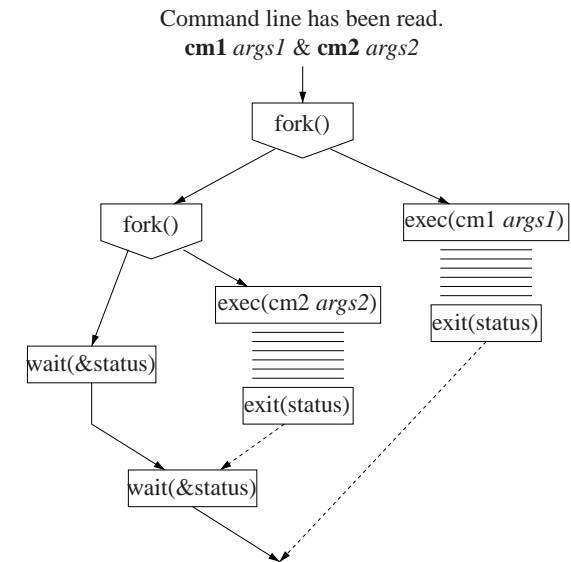 Command line has been read.
cm1 args1 & cm2 args2
fork()
fork()
exec(cm1 args1)
exec(cm2 args2)
exit(status)
wait(&status)
exit(status)
wait(&status)